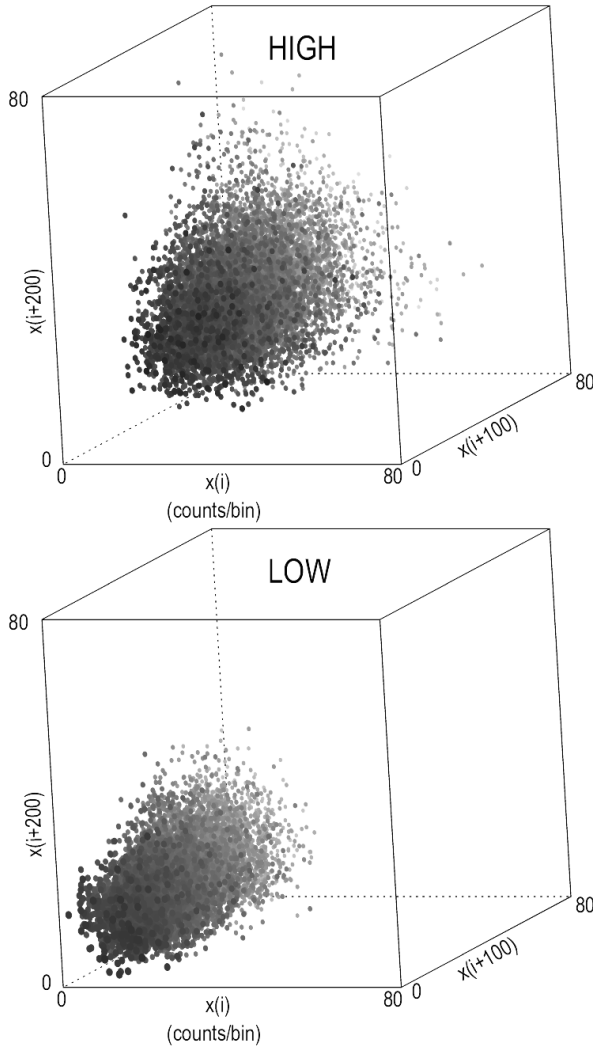 HIGH
80
x(i+200)
80
x(i+100)
0
0
x(i)
80
0
(counts/bin)
LOW
80
x(i+200)
80
x(i+100)
0
0
x(i)
80
0
(counts/bin)